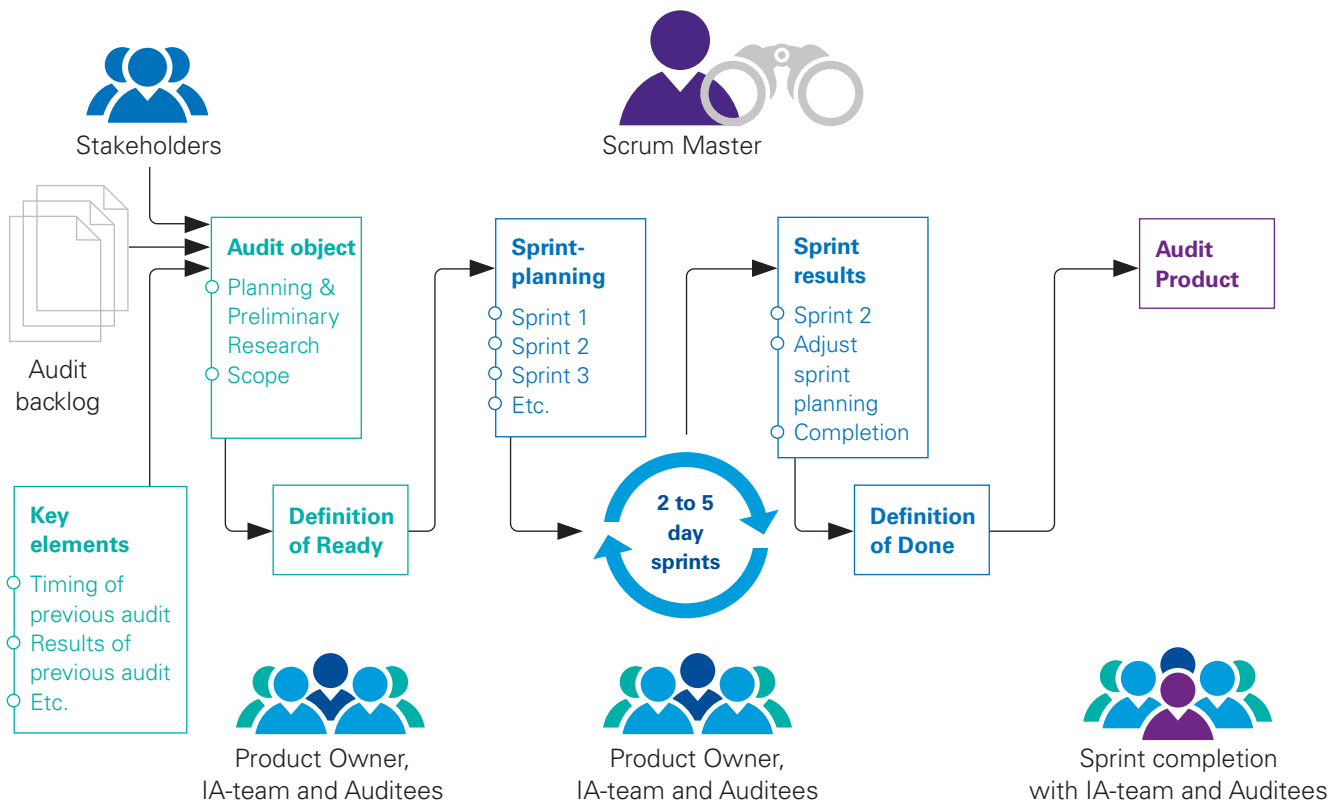 Stakeholders
Scrum Master
Audit
backlog
Key
elements
Timing of
previous audit
Results of
previous audit
Etc.
Audit object
Planning &
Preliminary
Research
Scope
Definition
of Ready
Sprint-
planning
Sprint 1
Sprint 2
Sprint 3
Etc.
2 to 5
day
sprints
Sprint
results
Sprint 2
Adjust
sprint
planning
Completion
Definition
of Done
Audit
Product
Product Owner,
IA-team and Auditees
Product Owner,
IA-team and Auditees
Sprint completion
with IA-team and Auditees